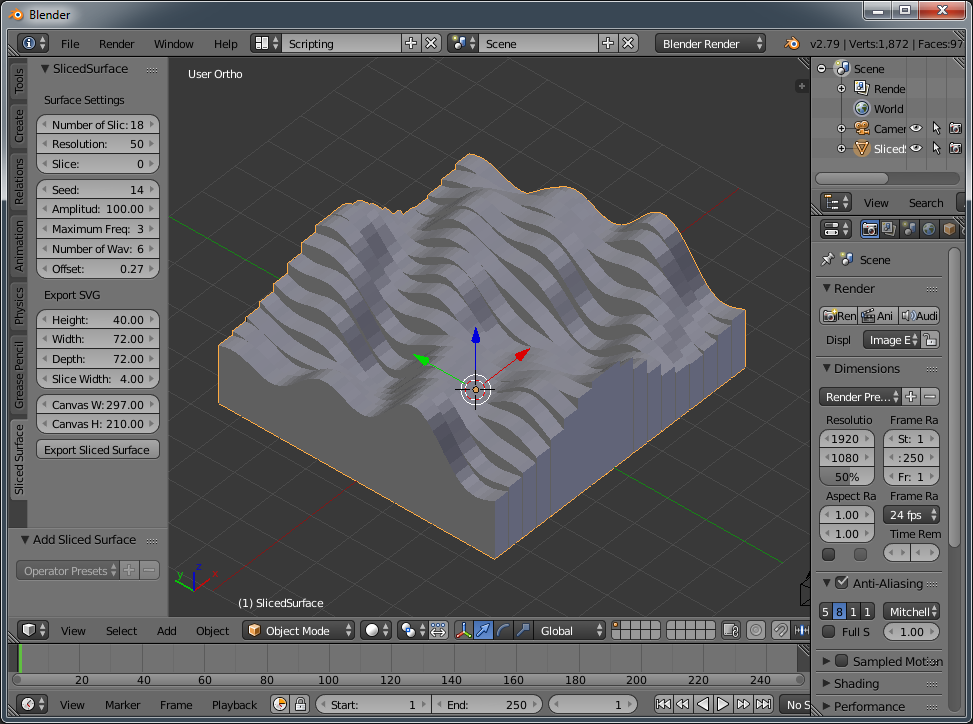 Blender
File Render Window Help Scripting Scene Blender Render v2.79 | Verts:1,872 | Faces:97
Tools
Create
Relations
Animation
Physics
Grease Pencil
Sliced Surface
SlicedSurface
Surface Settings
Number of Slic: 18
Resolution: 50
Slice: 0
Seed: 14
Amplitud: 100.00
Maximum Freq: 3
Number of Wav: 6
Offset: 0.27
Export SVG
Height: 40.00
Width: 72.00
Depth: 72.00
Slice Width: 4.00
Canvas W: 297.00
Canvas H: 210.00
Export Sliced Surface
Add Sliced Surface
Operator Presets
User Ortho
z
y
x
(1) SlicedSurface
View Select Add Object Object Mode Global
20 40 60 80 100 120 140 160 180 200 220 240
View Marker Frame Playback Start: 1 End: 250 1 No S
Scene
Rende
World
Camer
Sliced
View Search
Scene
Render
Ren Ani Audi
Displ Image E
Dimensions
Render Pre...
Resolutio Frame Ra
1920 St: 1
1080 : 250
50% Fr: 1
Aspect Ra Frame Ra
1.00 24 fps
1.00 Time Rem
Anti-Aliasing
5 8 1 1 Mitchell
Full S 1.00
Sampled Motion
Shading
Performance